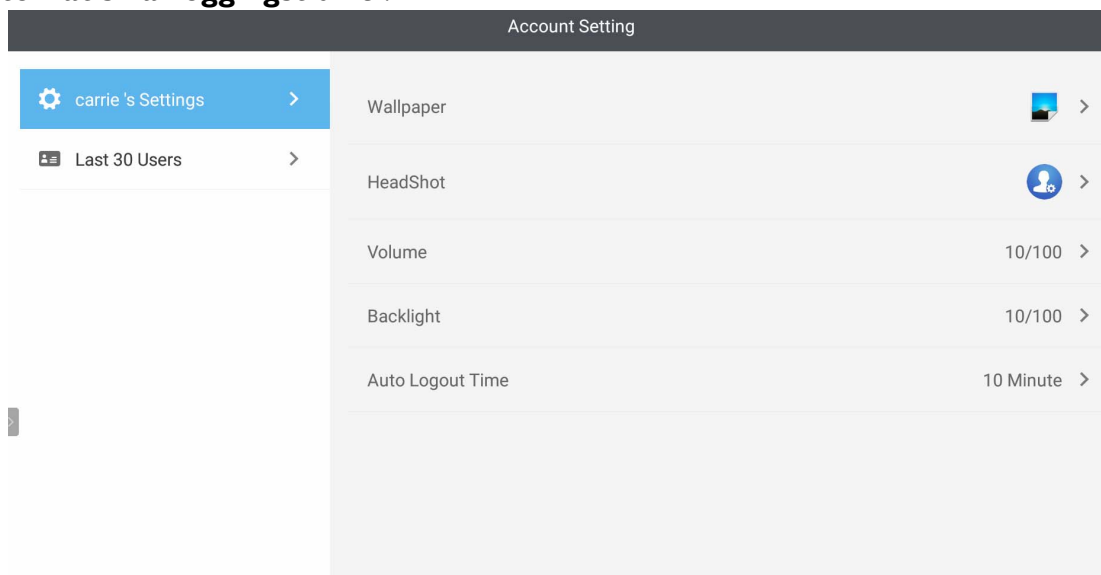 Account Setting
carrie 's Settings
Last 30 Users
Wallpaper
HeadShot
Volume 10/100
Backlight 10/100
Auto Logout Time 10 Minute